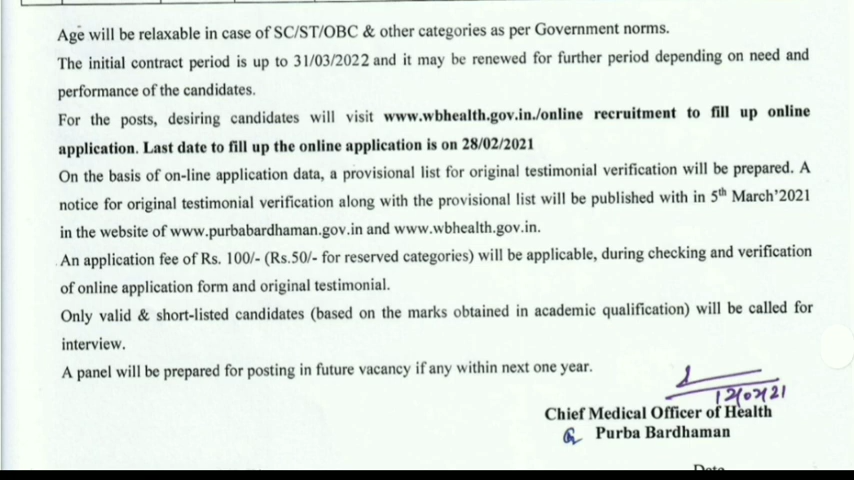 Age will be relaxable in case of SC/ST/OBC & other categories as per Government norms.
The initial contract period is up to 31/03/2022 and it may be renewed for further period depending on need and
performance of the candidates.
For the posts, desiring candidates will visit www.wbhealth.gov.in./online recruitment to fill up online
application. Last date to fill up the online application is on 28/02/2021
On the basis of on-line application data, a provisional list for original testimonial verification will be prepared. A
notice for original testimonial verification along with the provisional list will be published with in 5th March'2021
in the website of www.purbabardhaman.gov.in and www.wbhealth.gov.in.
An application fee of Rs. 100/- (Rs.50/- for reserved categories) will be applicable, during checking and verification
of online application form and original testimonial.
Only valid & short-listed candidates (based on the marks obtained in academic qualification) will be called for
interview.
A panel will be prepared for posting in future vacancy if any within next one year.
Chief Medical Officer of Health
Purba Bardhaman